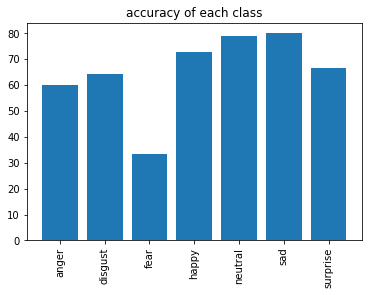 accuracy of each class
80
70
60
50
40
30
20
10
0
anger
disgust
fear
happy
neutral
sad
surprise